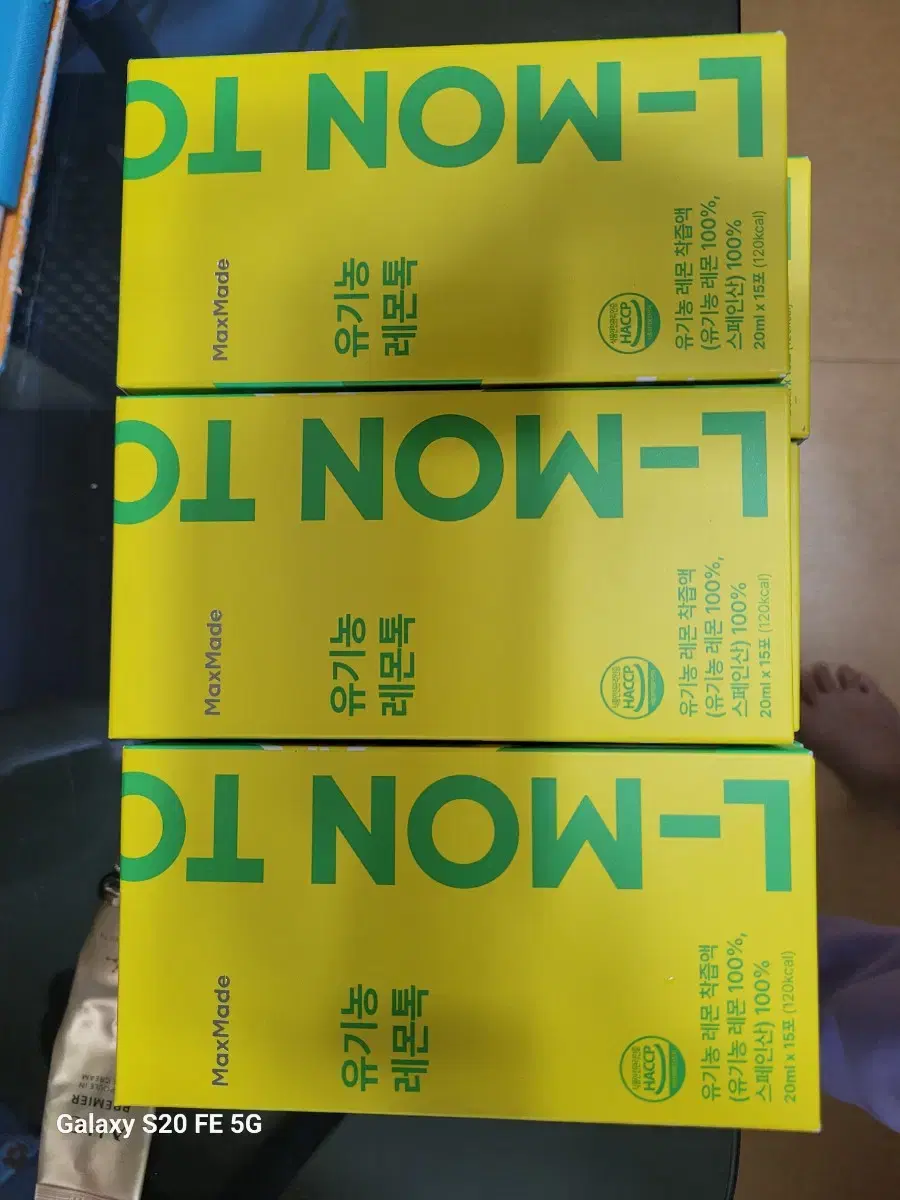 L-MON TO
MaxMade
유기농
레몬톡
HACCP
유기농 레몬 착즙액
(유기농 레몬 100%,
스페인산) 100%
20ml x 15포 (120kcal)
L-MON TO
MaxMade
유기농
레몬톡
HACCP
유기농 레몬 착즙액
(유기농 레몬 100%,
스페인산) 100%
20ml x 15포 (120kcal)
L-MON TO
MaxMade
유기농
레몬톡
HACCP
유기농 레몬 착즙액
(유기농 레몬 100%,
스페인산) 100%
20ml x 15포 (120kcal)
PREMIER
CREAM
Galaxy S20 FE 5G